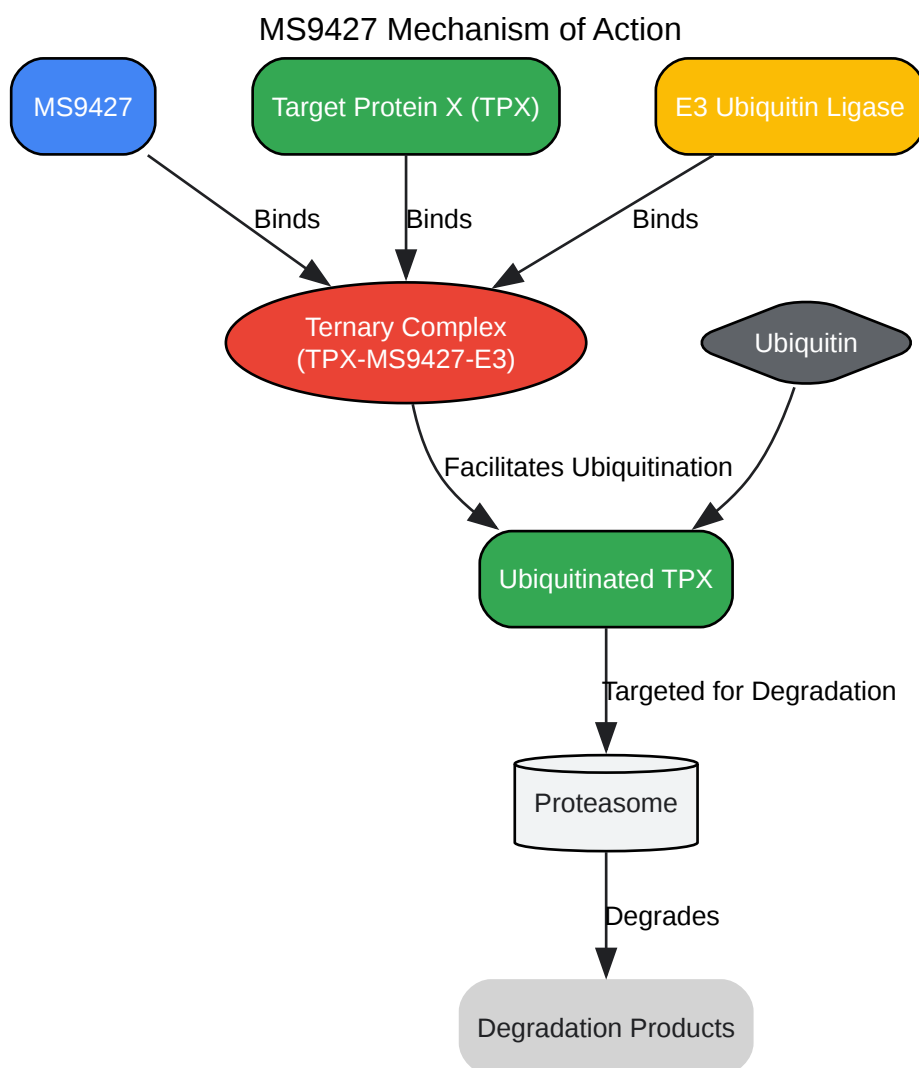 MS9427 Mechanism of Action
MS9427
Target Protein X (TPX)
E3 Ubiquitin Ligase
Binds
Binds
Binds
Ternary Complex
(TPX-MS9427-E3)
Ubiquitin
Facilitates Ubiquitination
Ubiquitinated TPX
Targeted for Degradation
Proteasome
Degrades
Degradation Products